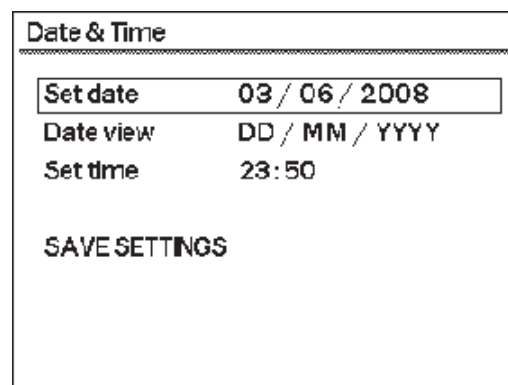 Date & Time
Set date 03 / 06 / 2008
Date view DD / MM / YYYY
Set time 23:50
SAVE SETTINGS